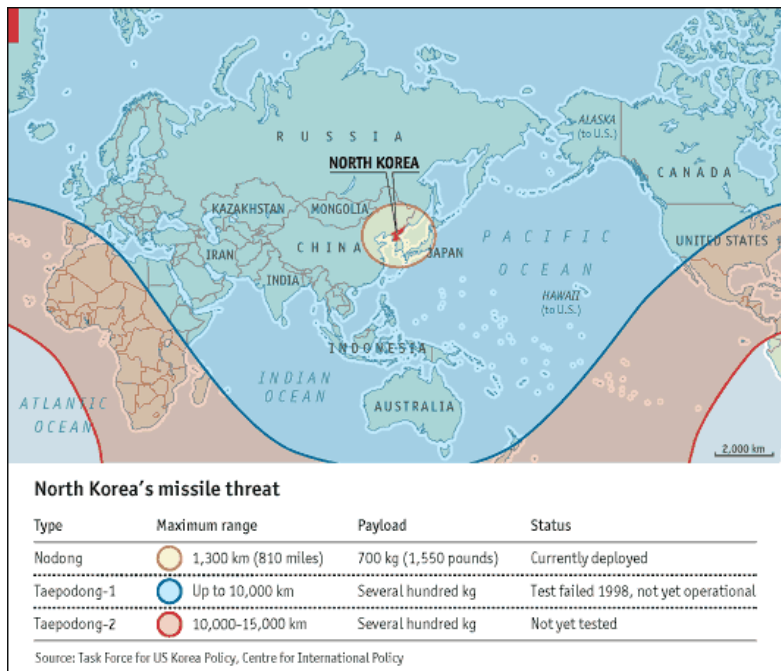 RUSSIA
ALASKA
(to U.S.)
CANADA
NORTH KOREA
KAZAKHSTAN
MONGOLIA
UNITED STATES
PACIFIC
OCEAN
CHINA
JAPAN
IRAN
INDIA
HAWAII
(to U.S.)
INDONESIA
INDIAN
OCEAN
ATLANTIC
OCEAN
AUSTRALIA
2,000 km
North Korea's missile threat
Type Maximum range Payload Status
Nodong 1,300 km (810 miles) 700 kg (1,550 pounds) Currently deployed
Taepodong-1 Up to 10,000 km Several hundred kg Test failed 1998, not yet operational
Taepodong-2 10,000-15,000 km Several hundred kg Not yet tested
Source: Task Force for US Korea Policy, Centre for International Policy